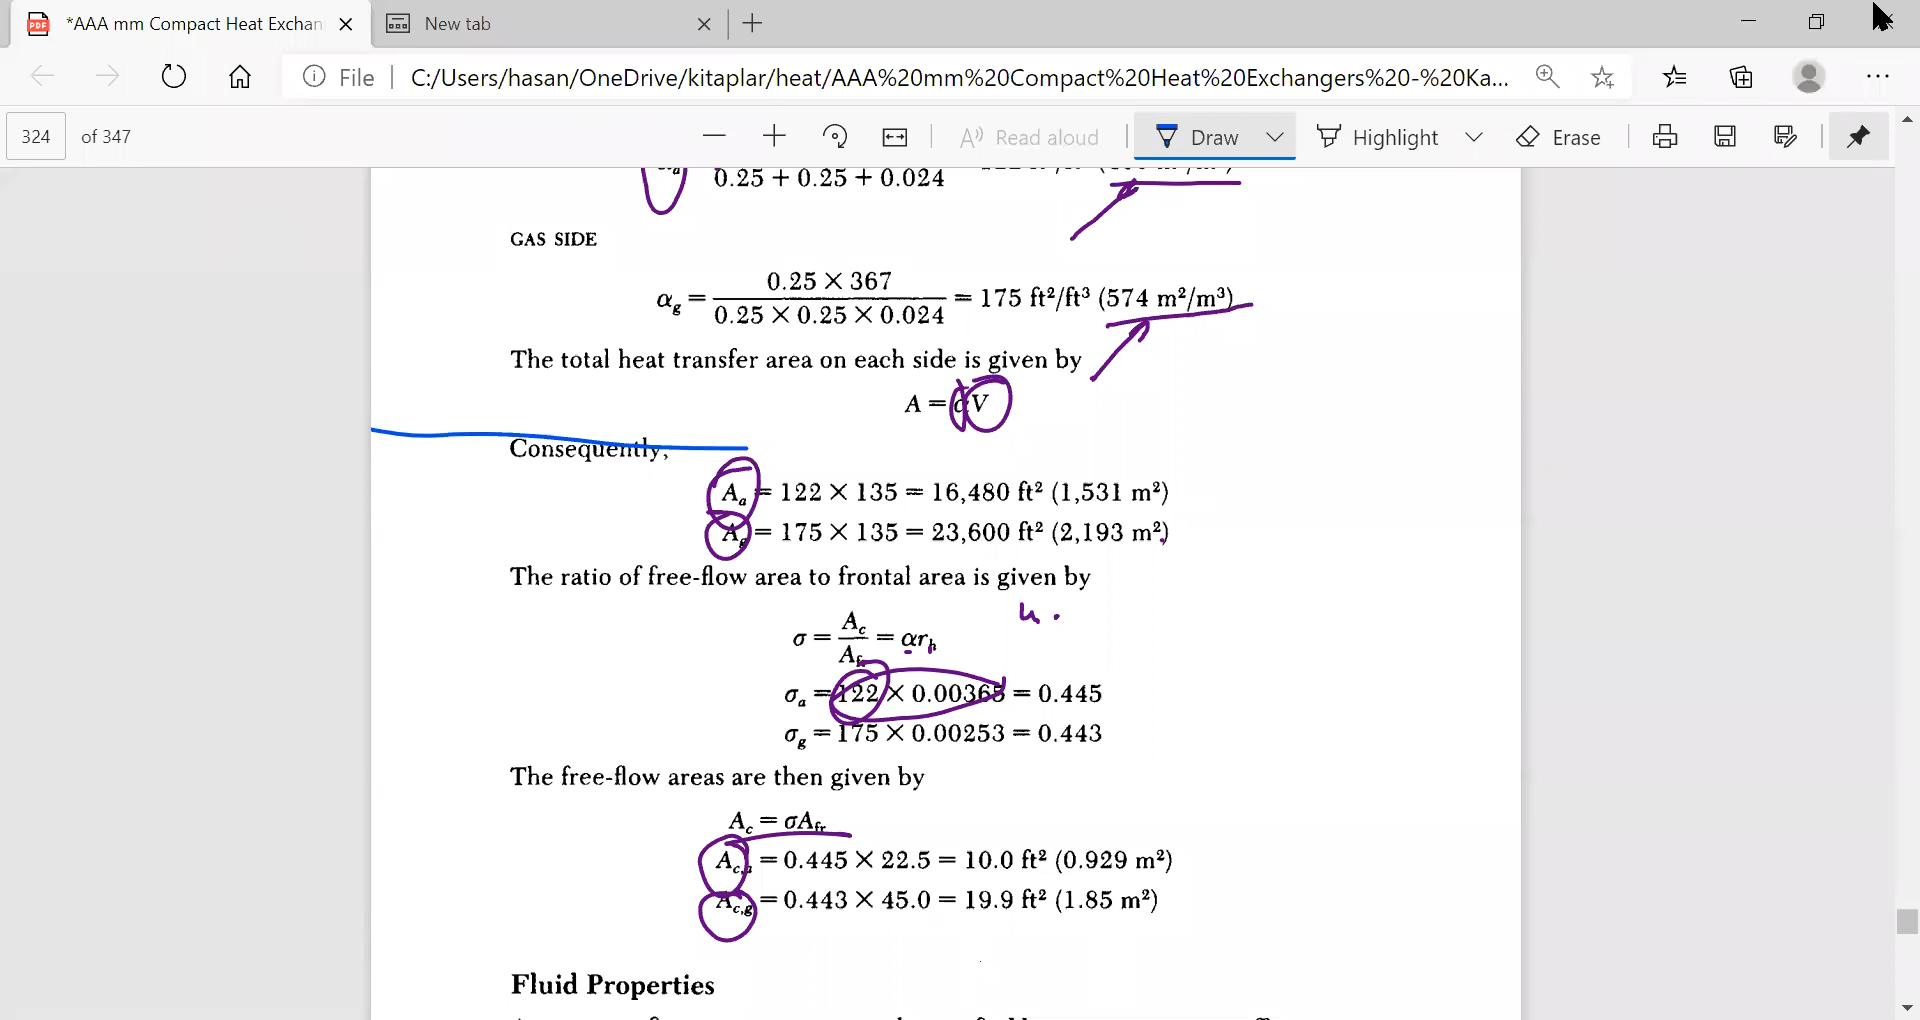 *AAA mm Compact Heat Exchan
New tab
File
C:/Users/hasan/OneDrive/kitaplar/heat/AAA%20mm%20Compact%20Heat%20Exchangers%20-%20Ka...
324 of 347
Read aloud
Draw
Highlight
Erase
0.25 + 0.25 + 0.024
GAS SIDE
α_g = (0.25 × 367) / (0.25 × 0.25 × 0.024) = 175 ft²/ft³ (574 m²/m³)
The total heat transfer area on each side is given by
A = αV
Consequently,
A_a = 122 × 135 = 16,480 ft² (1,531 m²)
A_g = 175 × 135 = 23,600 ft² (2,193 m²)
The ratio of free-flow area to frontal area is given by
σ = A_c / A_fr = αr_h
σ_a = 122 × 0.00365 = 0.445
σ_g = 175 × 0.00253 = 0.443
The free-flow areas are then given by
A_c = σA_fr
A_c,a = 0.445 × 22.5 = 10.0 ft² (0.929 m²)
A_c,g = 0.443 × 45.0 = 19.9 ft² (1.85 m²)
Fluid Properties